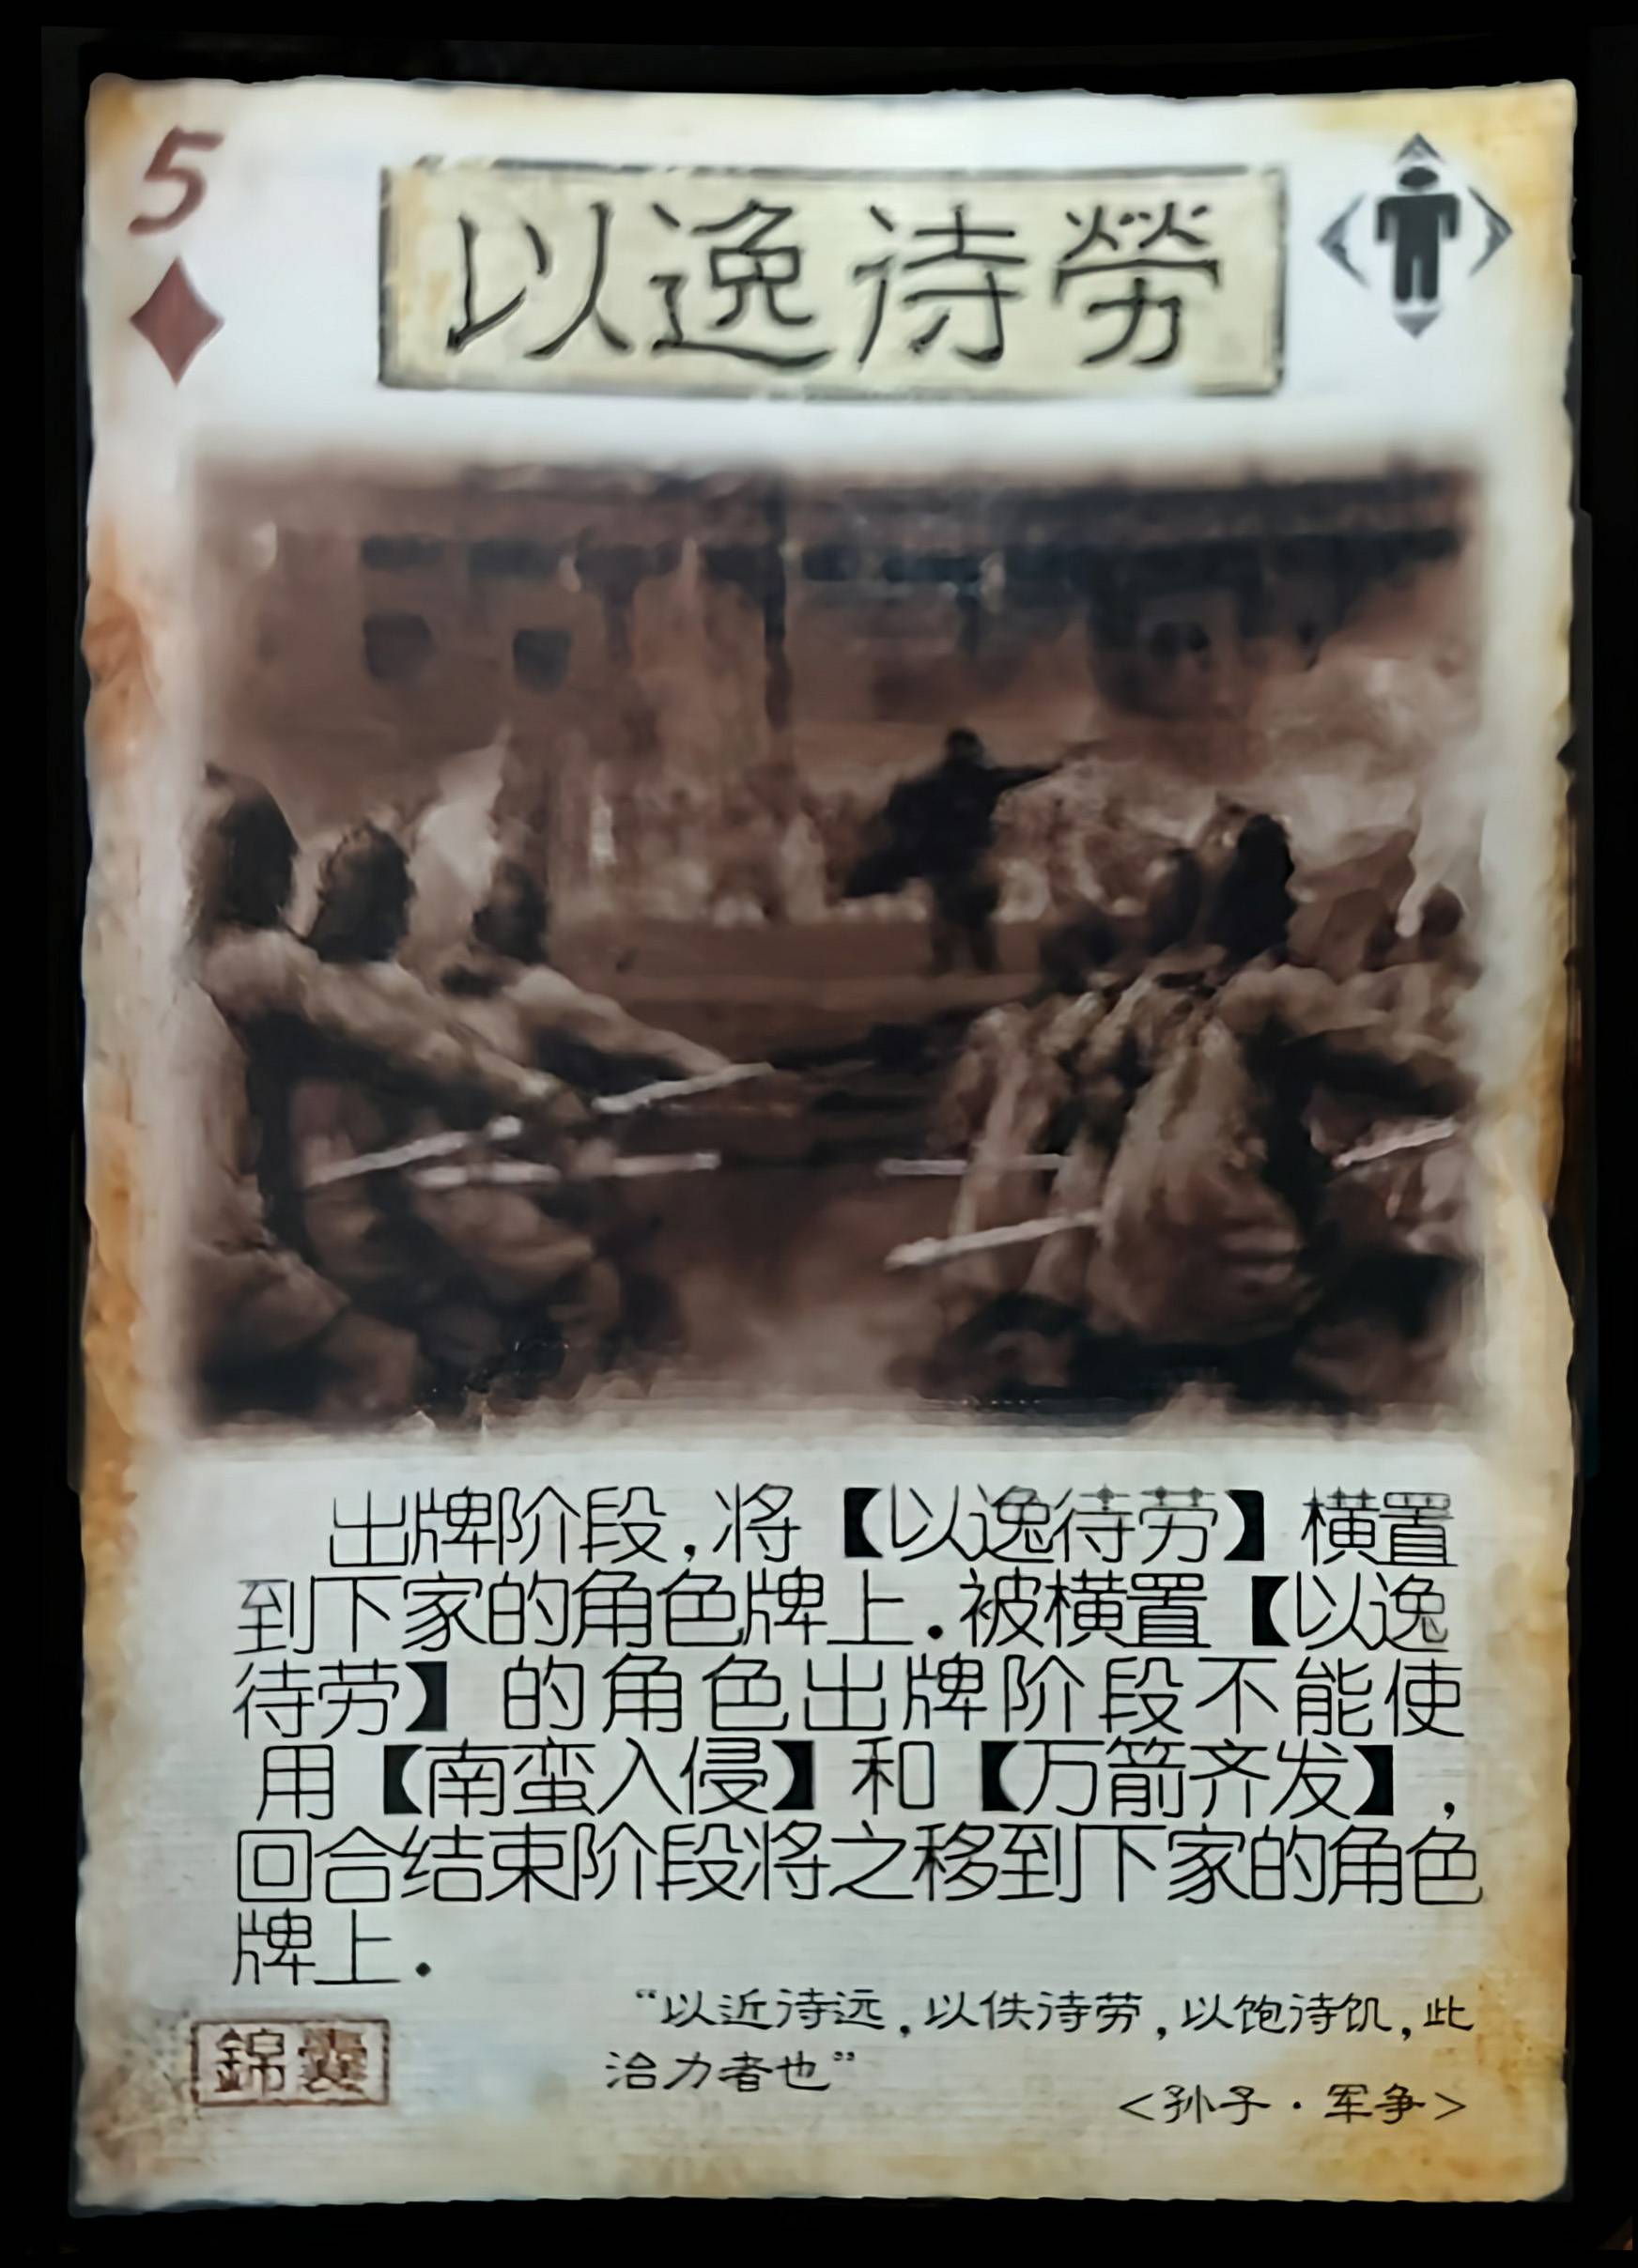 5
以逸待勞
出牌阶段,将【以逸待劳】横置
到下家的角色牌上.被横置【以逸
待劳】的角色出牌阶段不能使
用【南蛮入侵】和【万箭齐发】,
回合结束阶段将之移到下家的角色
牌上.
“以近待远,以佚待劳,以饱待饥,此
治力者也”
<孙子·军争>
錦囊